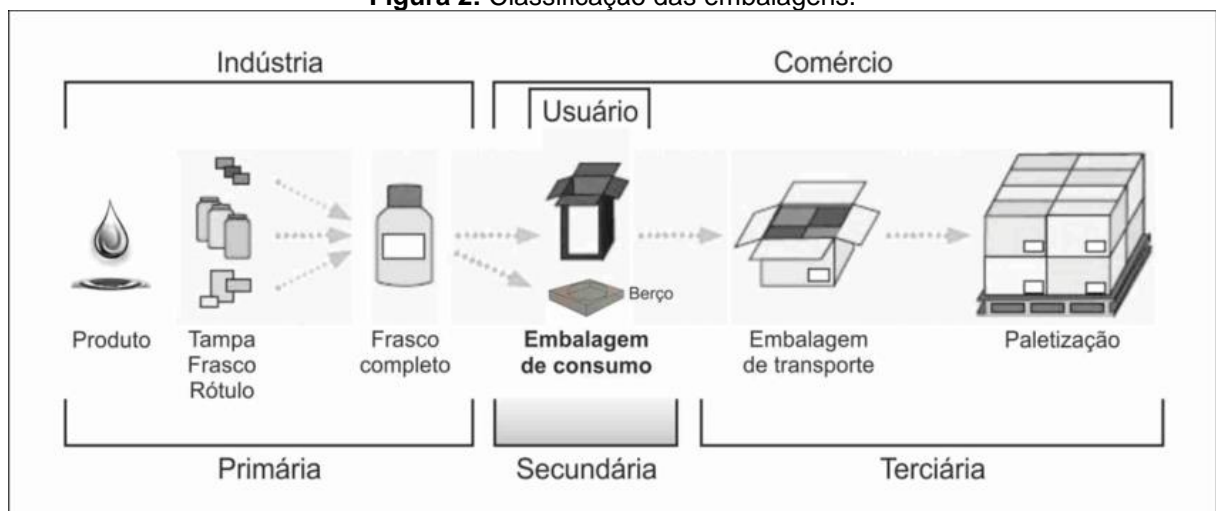 Figura 2. Classificação das embalagens.
Indústria
Comércio
Usuário
Berço
Produto
Tampa
Frasco
Rótulo
Frasco
completo
Embalagem
de consumo
Embalagem
de transporte
Paletização
Primária
Secundária
Terciária